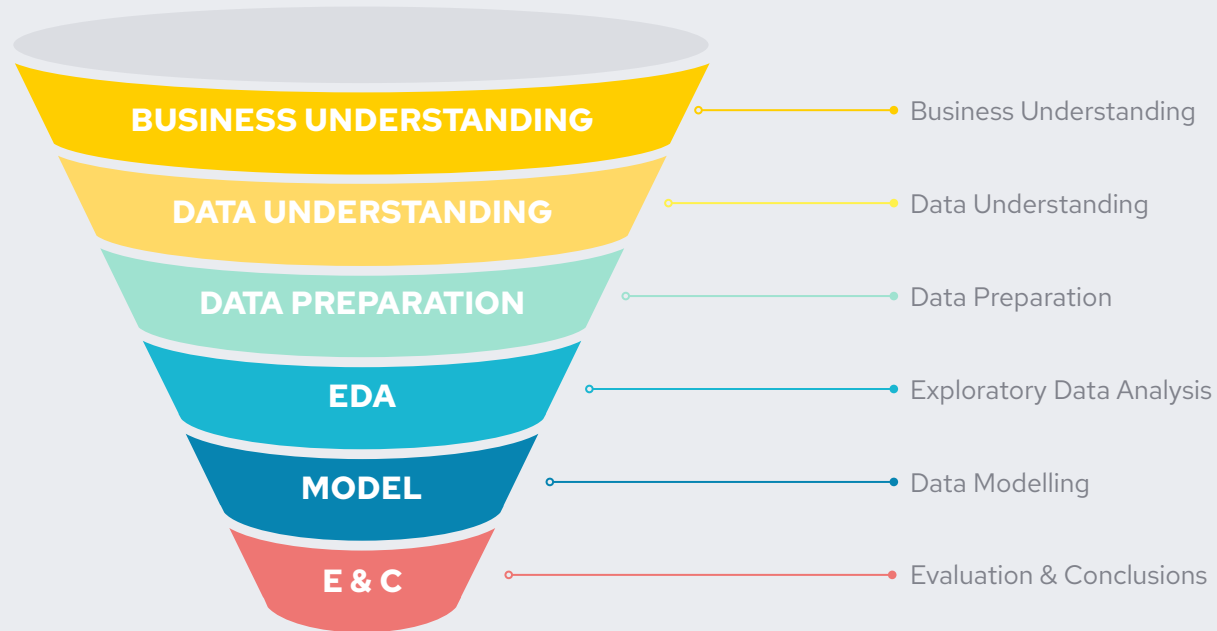 BUSINESS UNDERSTANDING
Business Understanding
DATA UNDERSTANDING
Data Understanding
DATA PREPARATION
Data Preparation
EDA
Exploratory Data Analysis
MODEL
Data Modelling
E & C
Evaluation & Conclusions